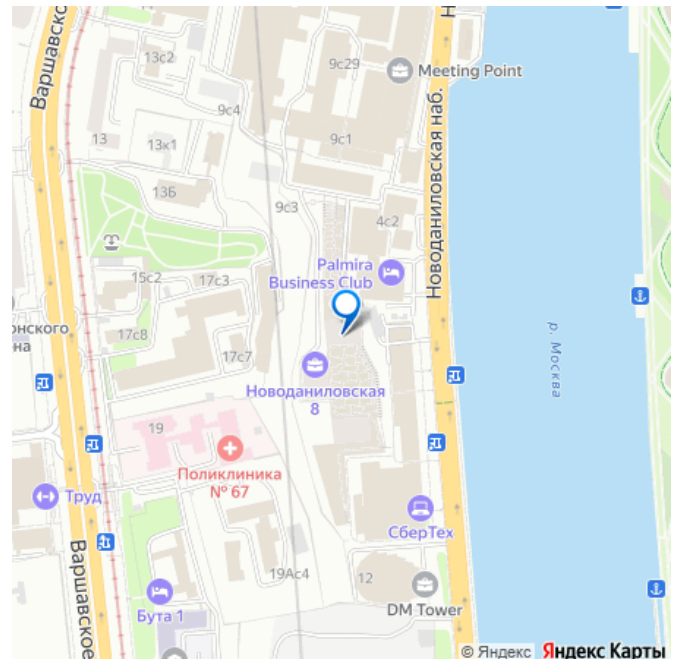 Варшавско
13с2
9с29
Meeting Point
9с4
9с1
13
13к1
13Б
9с3
4с2
Новоданиловская наб.
Н
Palmira
Business Club
15с2
17с3
онского
на
17с8
17с7
р. Москва
Новоданиловская
8
19
Поликлиника
№ 67
Труд
СберТех
Варшавское
19Ас4
12
Бута 1
DM Tower
© Яндекс Яндекс Карты